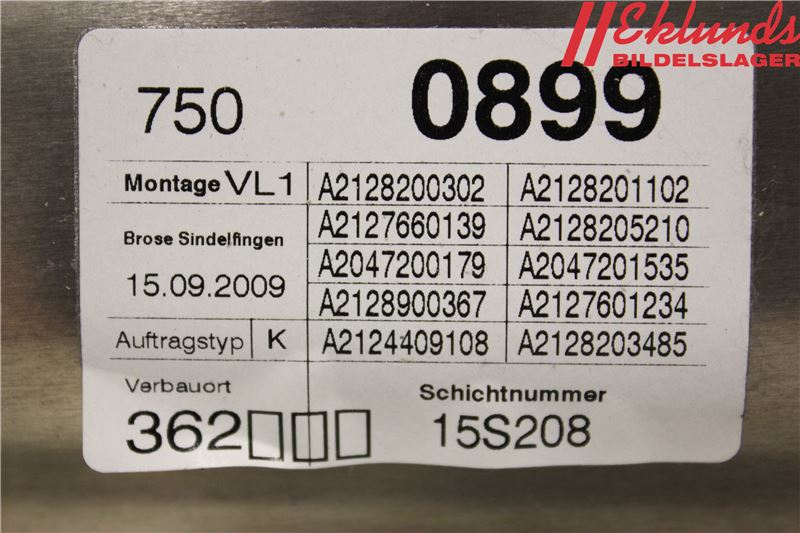 Eklunds
BILDELSLAGER
750 0899
Montage VL1 A2128200302 A2128201102
A2127660139 A2128205210
Brose Sindelfingen
A2047200179 A2047201535
15.09.2009
A2128900367 A2127601234
Auftragstyp K A2124409108 A2128203485
Verbauort Schichtnummer
362 15S208